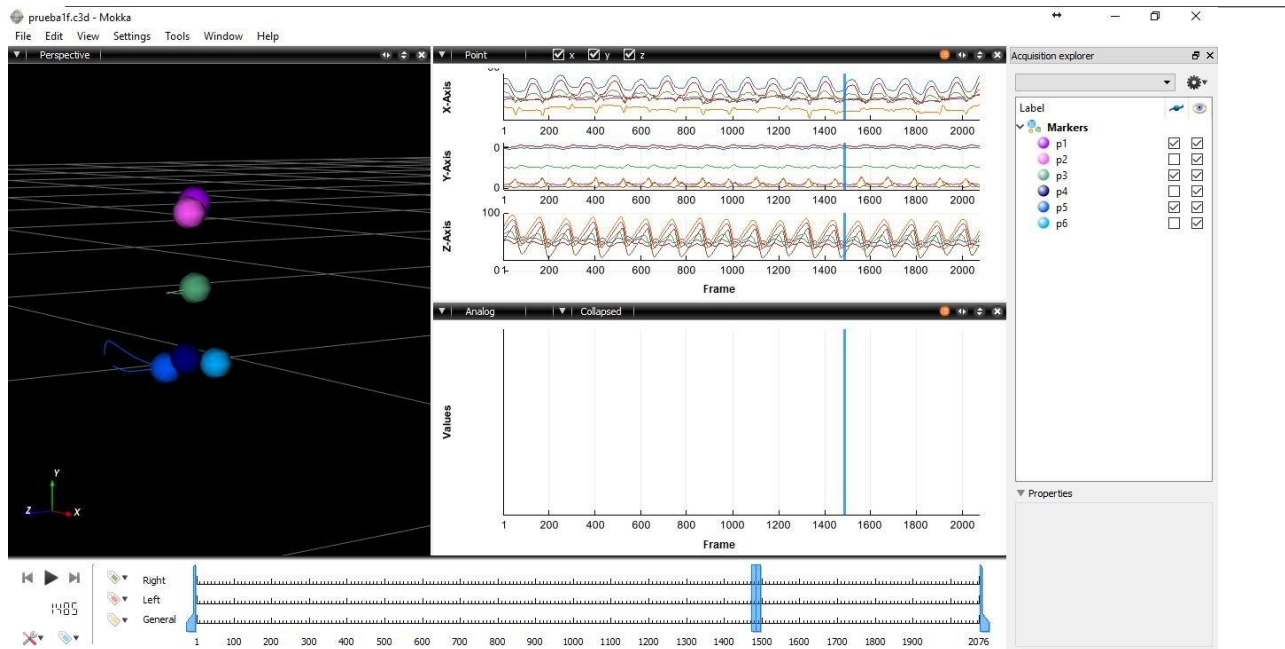 prueba1f.c3d - Mokka
File Edit View Settings Tools Window Help
Perspective
Point x y z
X-Axis
1 200 400 600 800 1000 1200 1400 1600 1800 2000
Y-Axis
0
0
1 200 400 600 800 1000 1200 1400 1600 1800 2000
Z-Axis
100
0
1 200 400 600 800 1000 1200 1400 1600 1800 2000
Frame
Analog Collapsed
Values
1 200 400 600 800 1000 1200 1400 1600 1800 2000
Frame
Y
Z
X
Acquisition explorer
Label
Markers
p1
p2
p3
p4
p5
p6
Properties
1485
Right
Left
General
1 100 200 300 400 500 600 700 800 900 1000 1100 1200 1300 1400 1500 1600 1700 1800 1900 2076